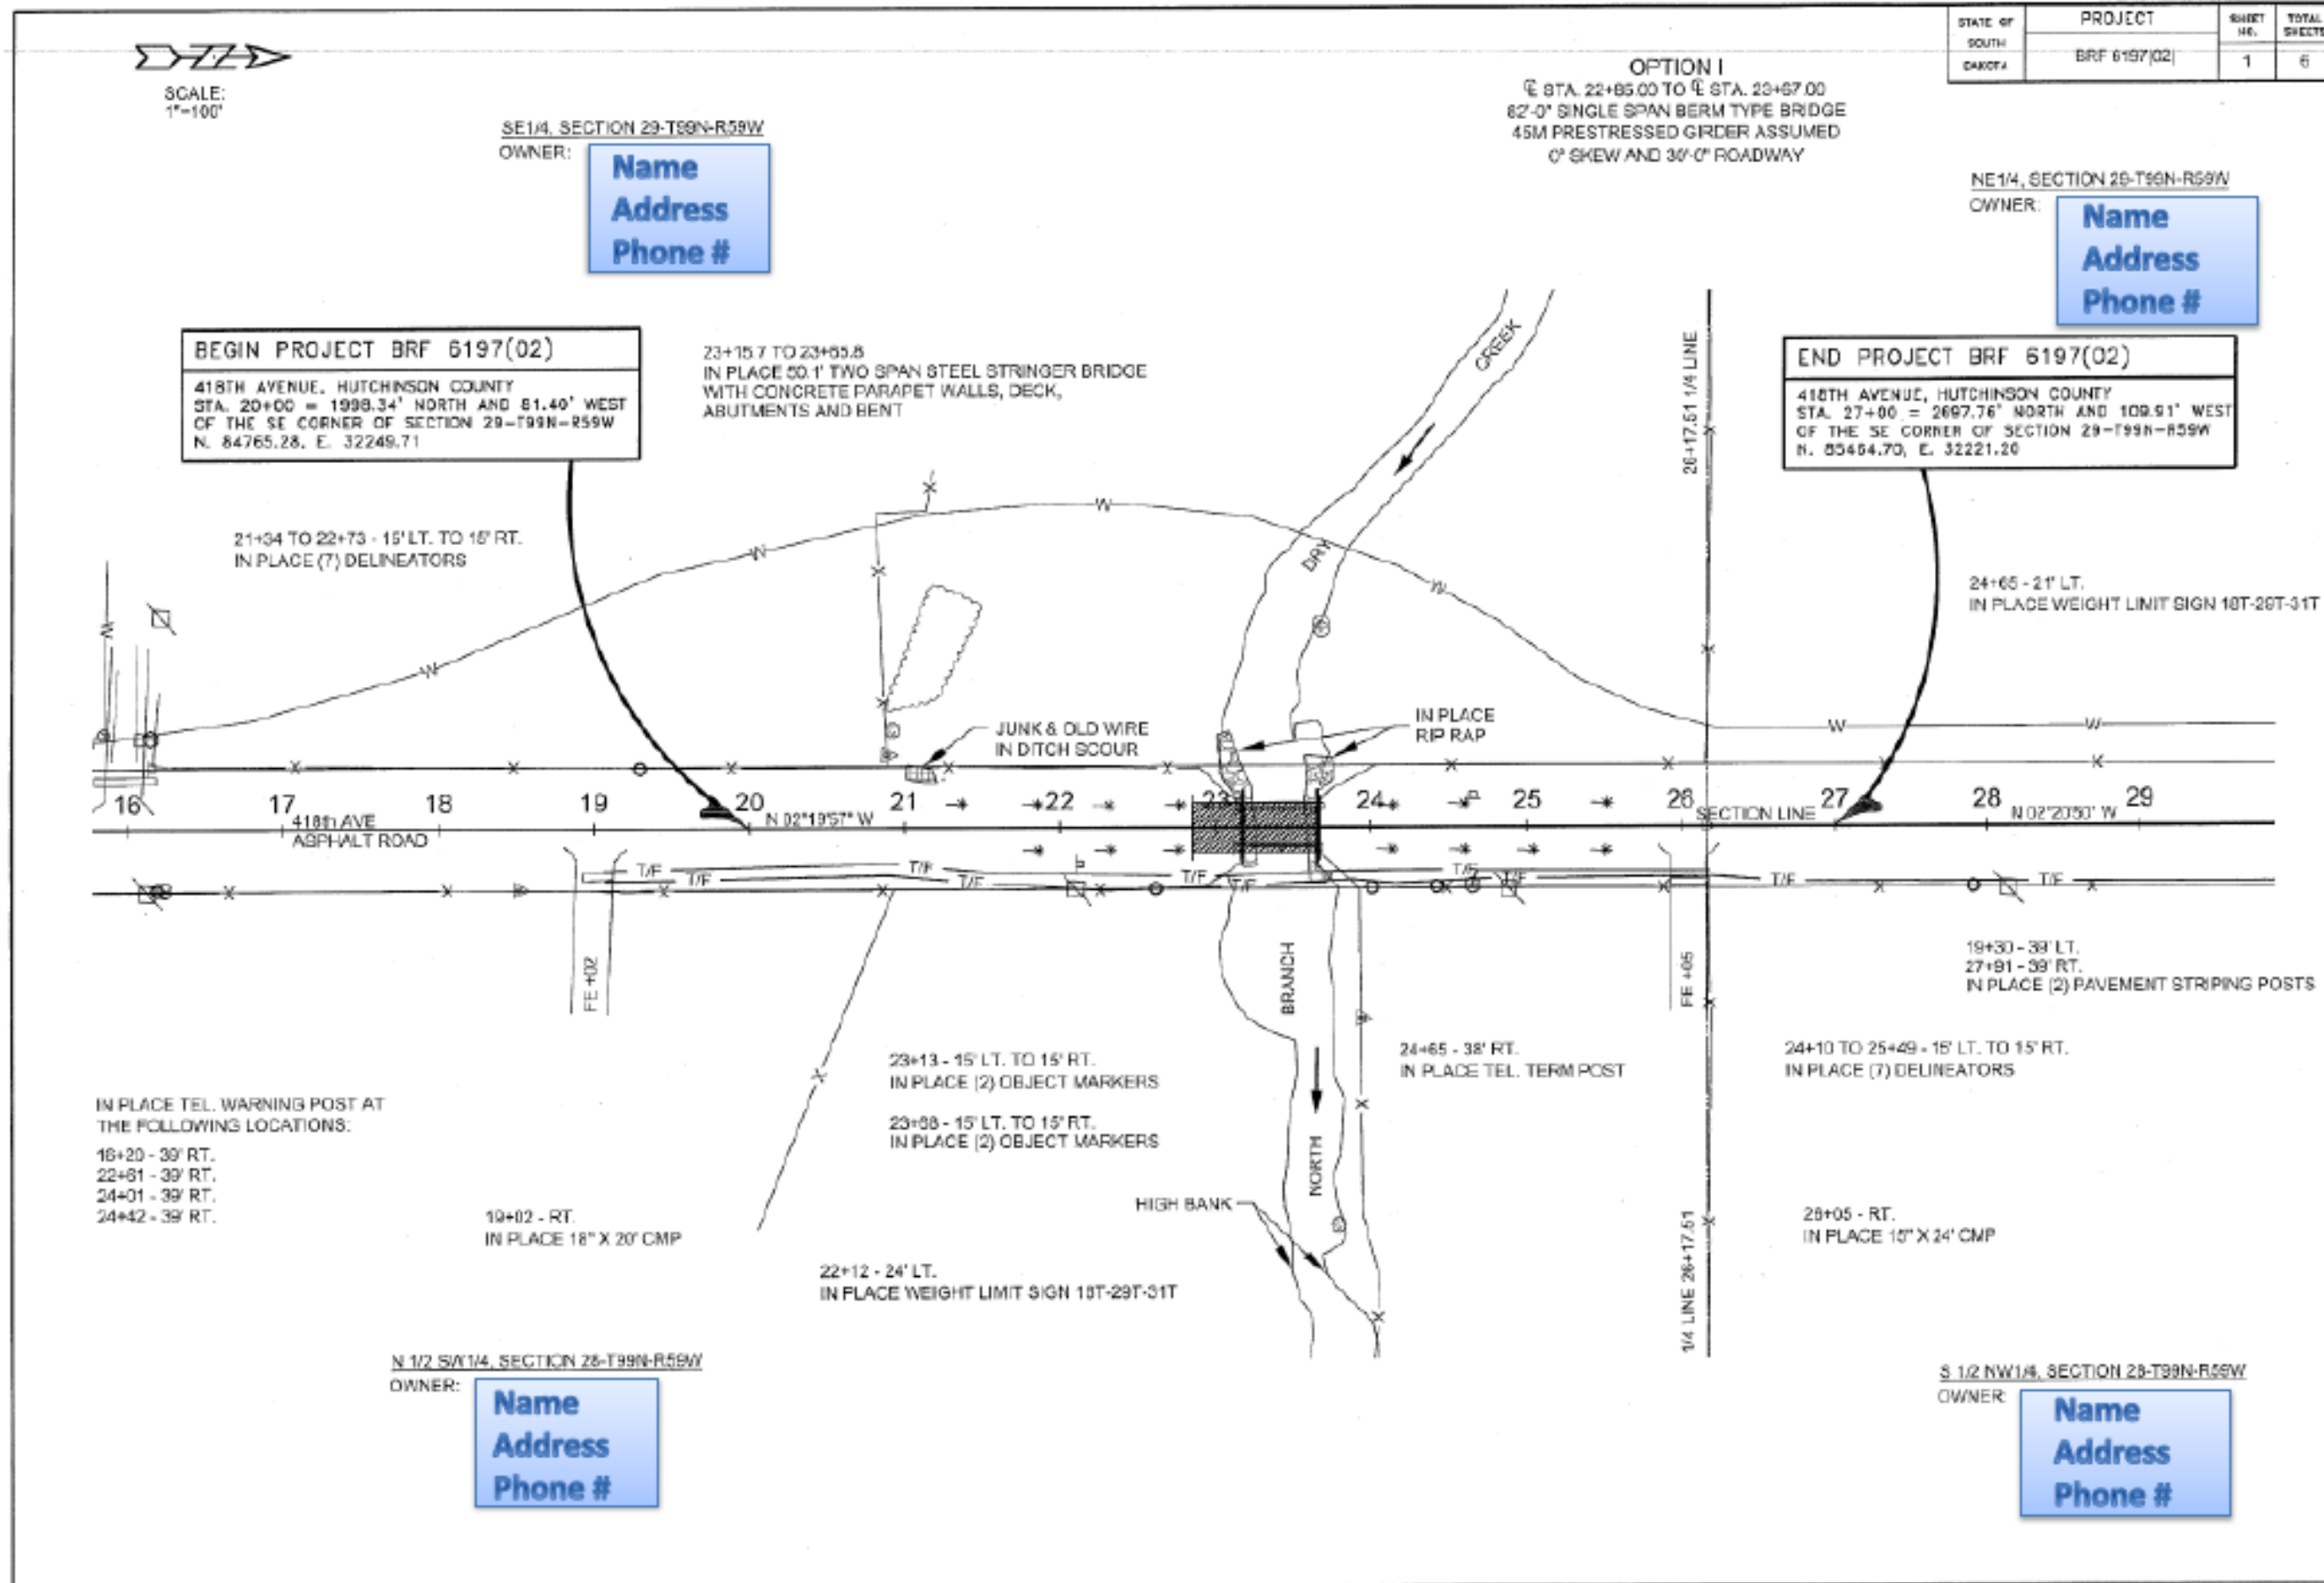 STATE OF
SOUTH
DAKOTA
PROJECT
BRF 6197(02)
SHEET
NO.
1
TOTAL
SHEETS
6
SCALE:
1"=100'
OPTION I
℄ STA. 22+85.00 TO ℄ STA. 23+67.00
82'-0" SINGLE SPAN BERM TYPE BRIDGE
45M PRESTRESSED GIRDER ASSUMED
0° SKEW AND 30'-0" ROADWAY
SE1/4, SECTION 29-T99N-R59W
OWNER:
Name
Address
Phone #
NE1/4, SECTION 29-T99N-R59W
OWNER:
Name
Address
Phone #
BEGIN PROJECT BRF 6197(02)
418TH AVENUE, HUTCHINSON COUNTY
STA. 20+00 = 1998.34' NORTH AND 81.40' WEST
OF THE SE CORNER OF SECTION 29-T99N-R59W
N. 84765.28, E. 32249.71
23+15.7 TO 23+65.8
IN PLACE 50.1' TWO SPAN STEEL STRINGER BRIDGE
WITH CONCRETE PARAPET WALLS, DECK,
ABUTMENTS AND BENT
CREEK
DRY
26+17.51 1/4 LINE
END PROJECT BRF 6197(02)
418TH AVENUE, HUTCHINSON COUNTY
STA. 27+00 = 2697.76' NORTH AND 109.91' WEST
OF THE SE CORNER OF SECTION 29-T99N-R59W
N. 85464.70, E. 32221.20
21+34 TO 22+73 - 15' LT. TO 15' RT.
IN PLACE (7) DELINEATORS
24+65 - 21' LT.
IN PLACE WEIGHT LIMIT SIGN 18T-29T-31T
W W W W W W W
JUNK & OLD WIRE
IN DITCH SCOUR
IN PLACE
RIP RAP
16 17 18 19 20 21 22 23 24 25 26 27 28 29
418th AVE
ASPHALT ROAD
N 02°19'57" W
SECTION LINE
N 02°20'50" W
T/F T/F T/F T/F T/F T/F T/F T/F T/F
FE +02
BRANCH
FE +05
19+30 - 39' LT.
27+91 - 39' RT.
IN PLACE (2) PAVEMENT STRIPING POSTS
23+13 - 15' LT. TO 15' RT.
IN PLACE (2) OBJECT MARKERS
23+68 - 15' LT. TO 15' RT.
IN PLACE (2) OBJECT MARKERS
24+65 - 38' RT.
IN PLACE TEL. TERM POST
24+10 TO 25+49 - 15' LT. TO 15' RT.
IN PLACE (7) DELINEATORS
IN PLACE TEL. WARNING POST AT
THE FOLLOWING LOCATIONS:
16+20 - 39' RT.
22+61 - 39' RT.
24+01 - 39' RT.
24+42 - 39' RT.
NORTH
HIGH BANK
19+02 - RT.
IN PLACE 18" X 20' CMP
26+05 - RT.
IN PLACE 15" X 24' CMP
1/4 LINE 26+17.51
22+12 - 24' LT.
IN PLACE WEIGHT LIMIT SIGN 18T-29T-31T
N 1/2 SW1/4, SECTION 28-T99N-R59W
OWNER:
Name
Address
Phone #
S 1/2 NW1/4, SECTION 28-T99N-R59W
OWNER:
Name
Address
Phone #